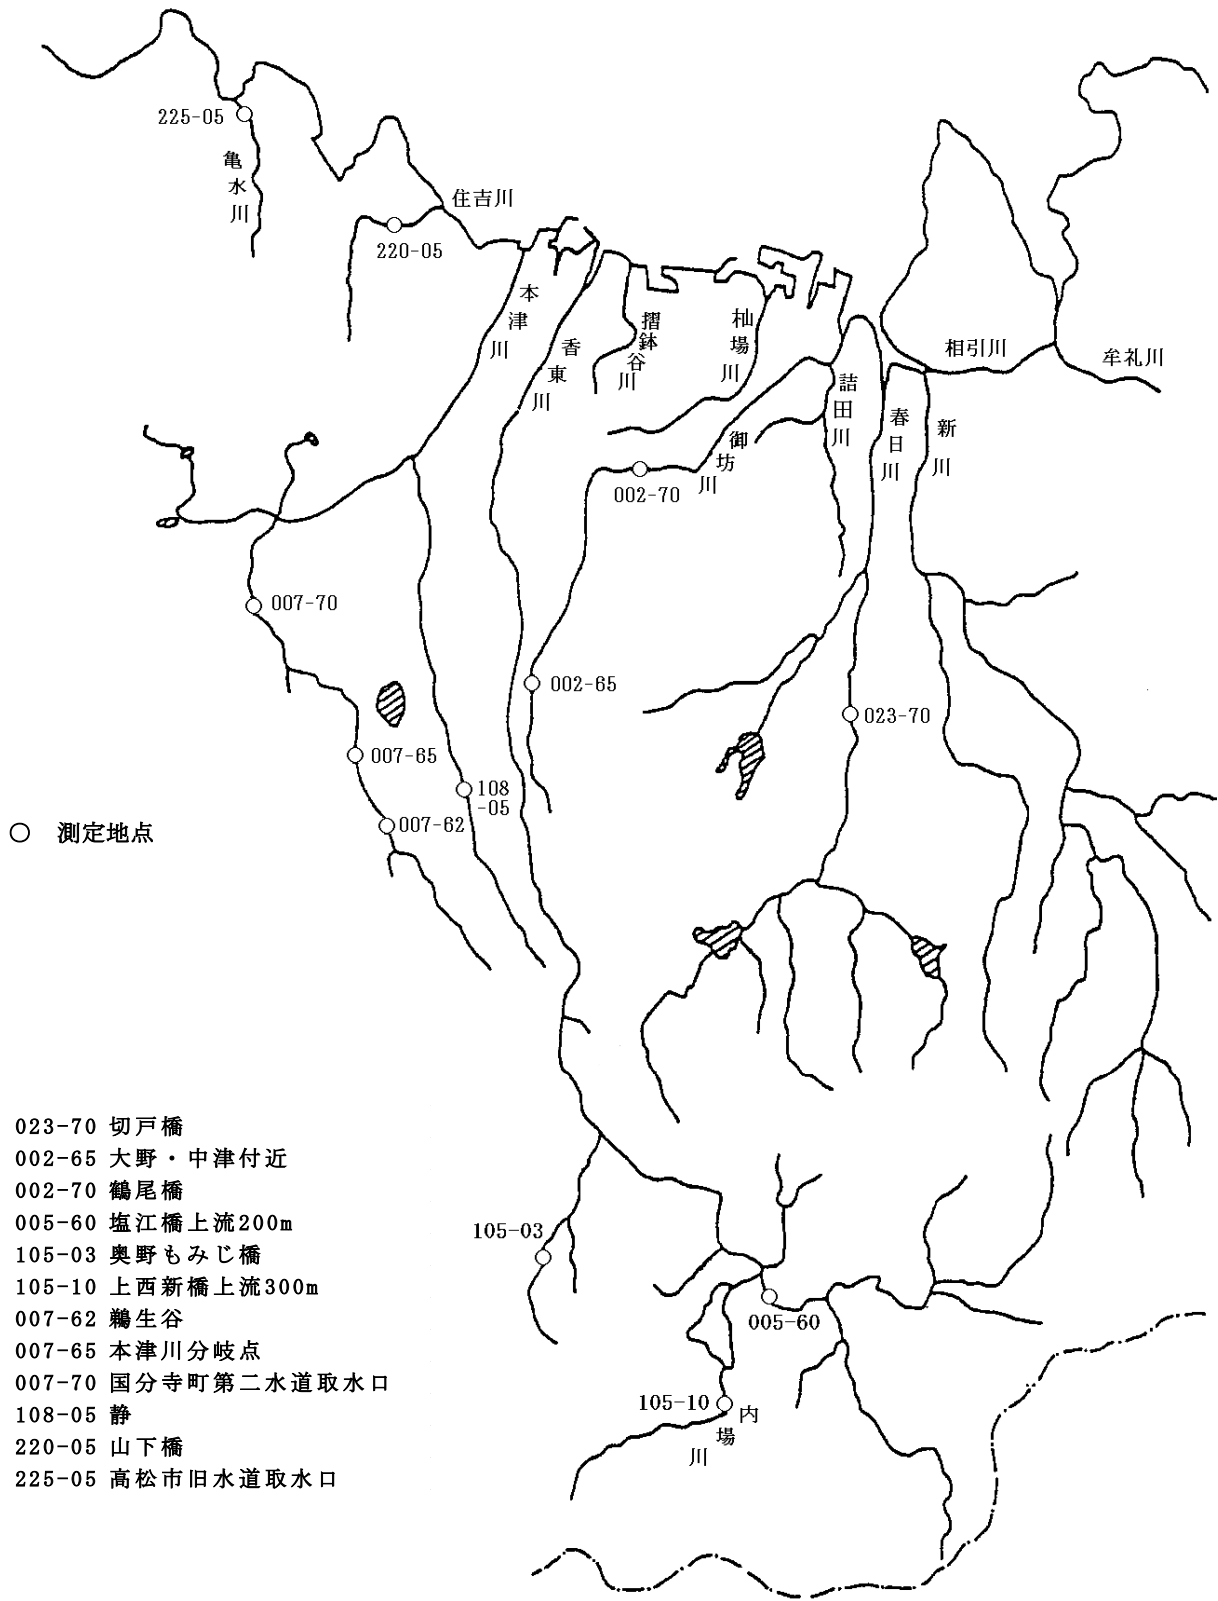 225-05
亀水川
住吉川
220-05
本津川
香東川
摺鉢谷川
杣場川
詰田川
御坊川
春日川
新川
相引川
牟礼川
002-70
007-70
002-65
023-70
007-65
108
-05
007-62
○ 測定地点
023-70 切戸橋
002-65 大野・中津付近
002-70 鶴尾橋
005-60 塩江橋上流200m
105-03 奥野もみじ橋
105-10 上西新橋上流300m
007-62 鵜生谷
007-65 本津川分岐点
007-70 国分寺町第二水道取水口
108-05 静
220-05 山下橋
225-05 高松市旧水道取水口
105-03
005-60
105-10
内場川